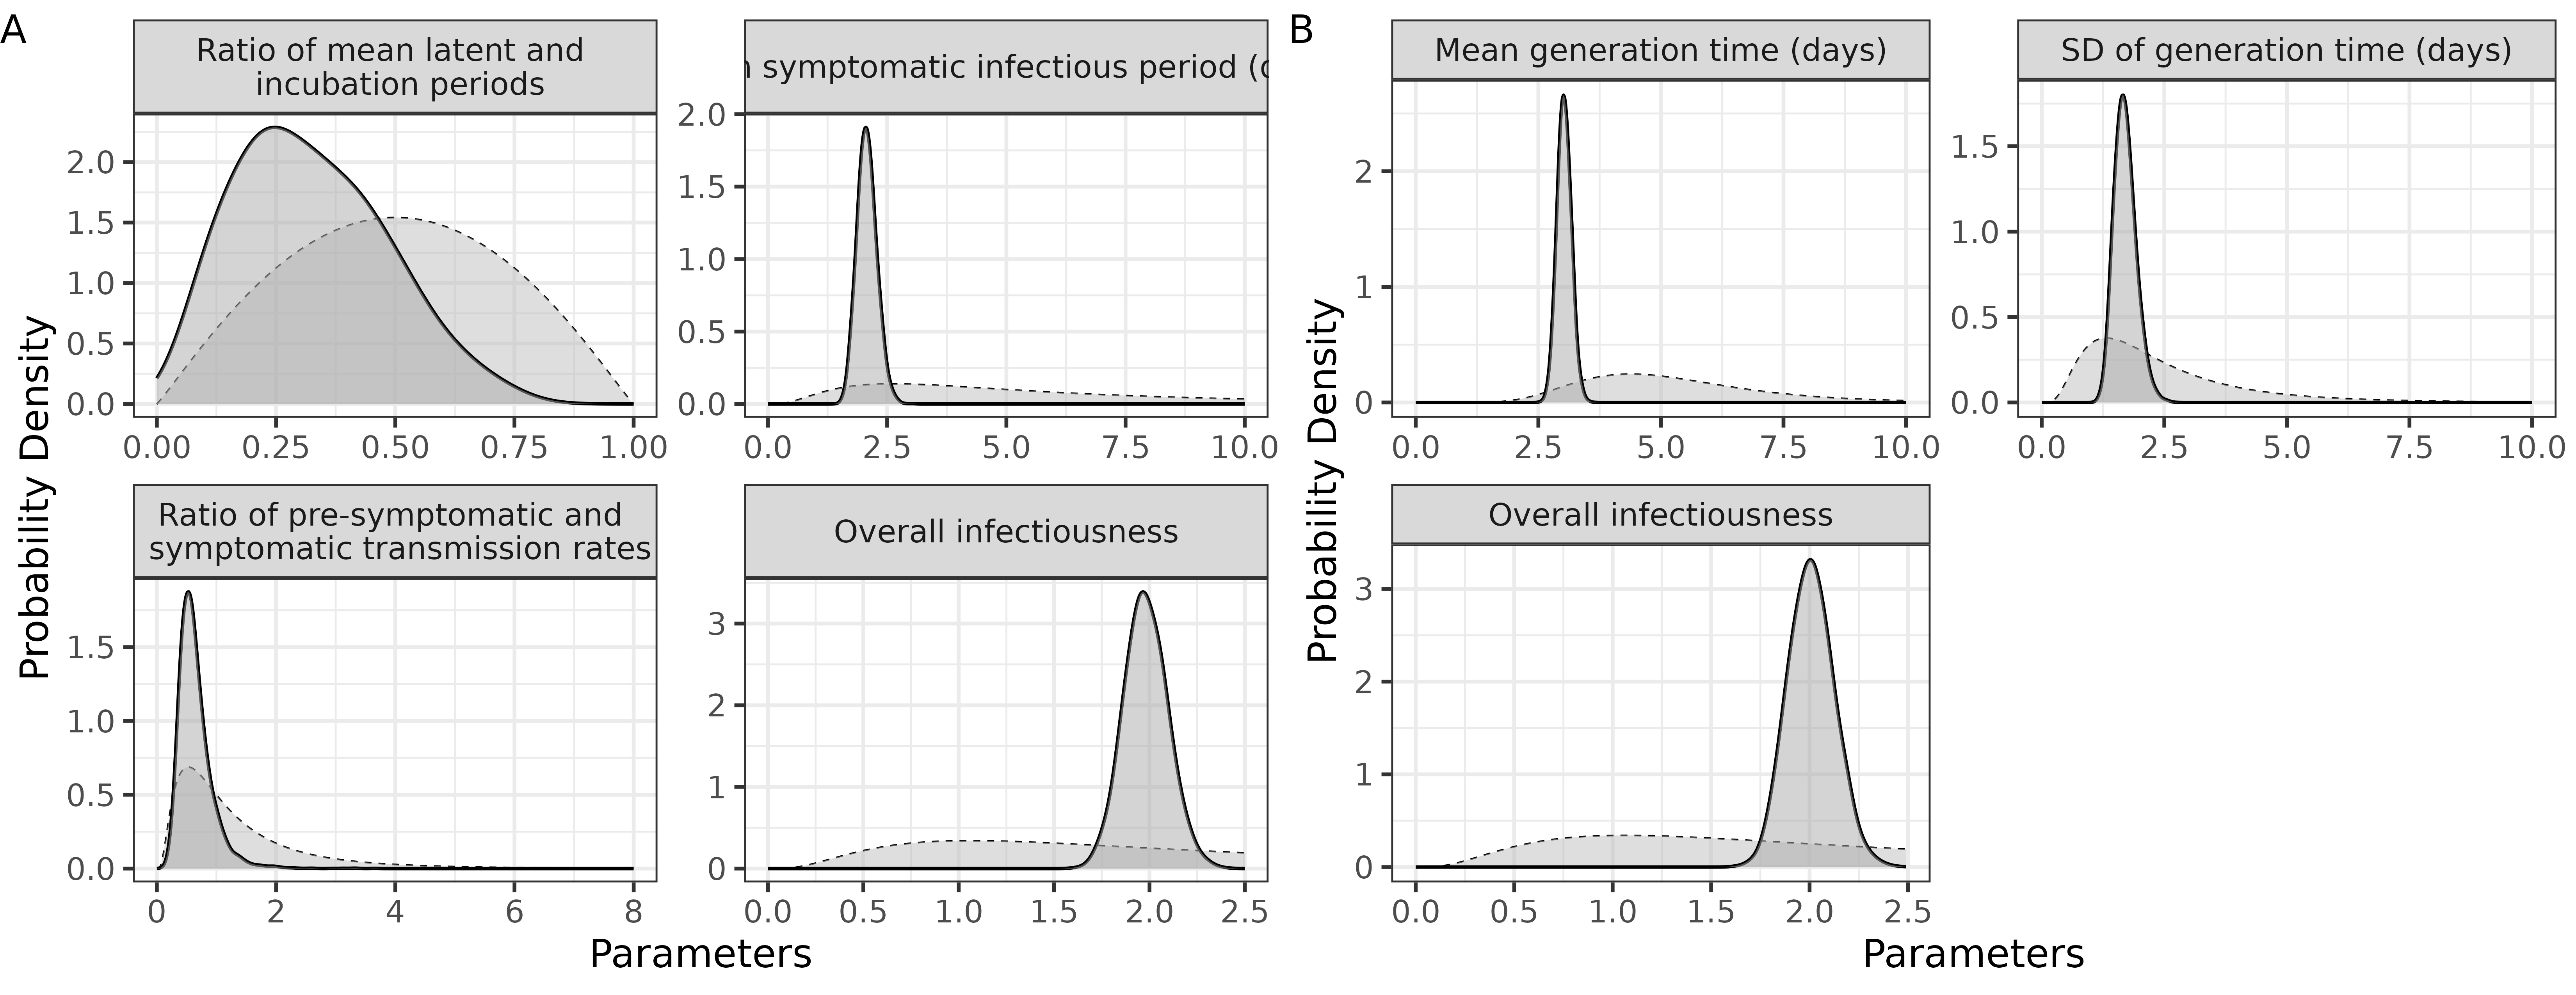 A
Ratio of mean latent and
incubation periods
symptomatic infectious period
2.0
1.5
1.0
0.5
0.0
0.00 0.25 0.50 0.75 1.00
2.0
1.5
1.0
0.5
0.0
0.0 2.5 5.0 7.5 10.0
Ratio of pre-symptomatic and
symptomatic transmission rates
Overall infectiousness
1.5
1.0
0.5
0.0
0 2 4 6 8
3
2
1
0
0.0 0.5 1.0 1.5 2.0 2.5
Probability Density
Parameters
B
Mean generation time (days)
SD of generation time (days)
2
1
0
0.0 2.5 5.0 7.5 10.0
1.5
1.0
0.5
0.0
0.0 2.5 5.0 7.5 10.0
Overall infectiousness
3
2
1
0
0.0 0.5 1.0 1.5 2.0 2.5
Probability Density
Parameters